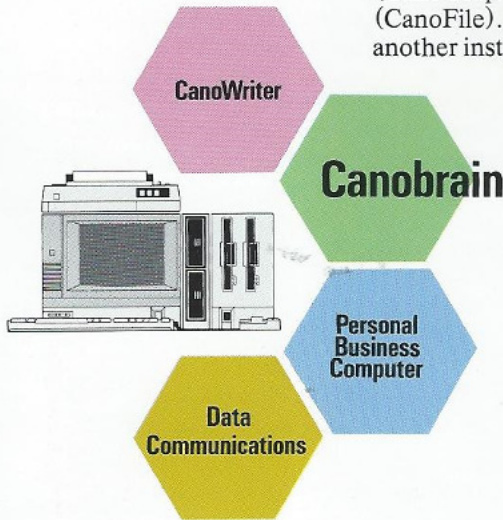 (CanoFile).
another inst
CanoWriter
Canobrain
Personal
Business
Computer
Data
Communications